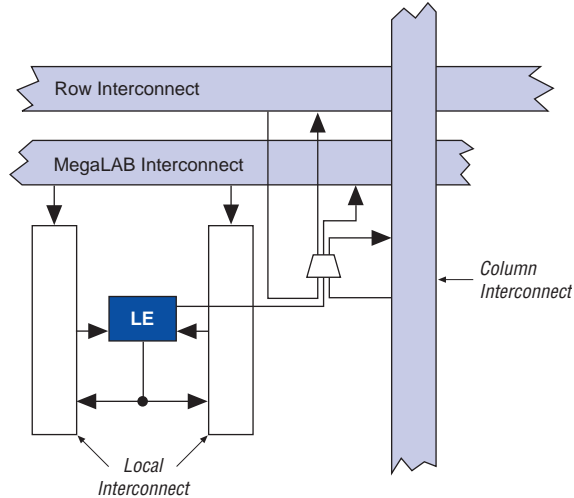 Row Interconnect
MegaLAB Interconnect
Column
Interconnect
LE
Local
Interconnect